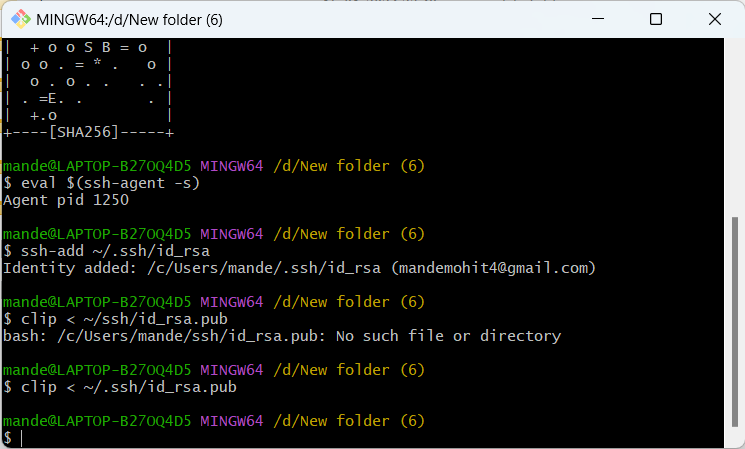 MINGW64:/d/New folder (6)
|  + o o S B = o  |
| o o . = * .   o |
|  o . o . .   . .|
| . =E. .       . |
|  +.o            |
+----[SHA256]-----+
mande@LAPTOP-B27OQ4D5 MINGW64 /d/New folder (6)
$ eval $(ssh-agent -s)
Agent pid 1250
mande@LAPTOP-B27OQ4D5 MINGW64 /d/New folder (6)
$ ssh-add ~/.ssh/id_rsa
Identity added: /c/Users/mande/.ssh/id_rsa (mandemohit4@gmail.com)
mande@LAPTOP-B27OQ4D5 MINGW64 /d/New folder (6)
$ clip < ~/ssh/id_rsa.pub
bash: /c/Users/mande/ssh/id_rsa.pub: No such file or directory
mande@LAPTOP-B27OQ4D5 MINGW64 /d/New folder (6)
$ clip < ~/.ssh/id_rsa.pub
mande@LAPTOP-B27OQ4D5 MINGW64 /d/New folder (6)
$